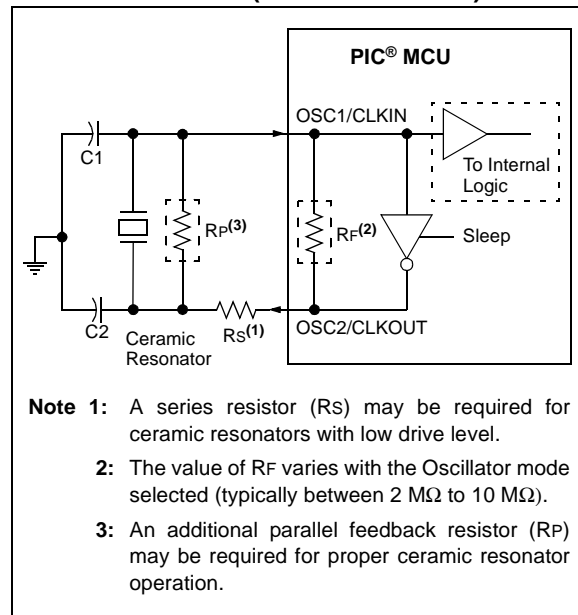 PIC® MCU
OSC1/CLKIN
C1
To Internal
Logic
RP(3)
RF(2)
Sleep
C2
Ceramic
Resonator
RS(1)
OSC2/CLKOUT
Note 1: A series resistor (RS) may be required for
ceramic resonators with low drive level.
2: The value of RF varies with the Oscillator mode
selected (typically between 2 MΩ to 10 MΩ).
3: An additional parallel feedback resistor (RP)
may be required for proper ceramic resonator
operation.